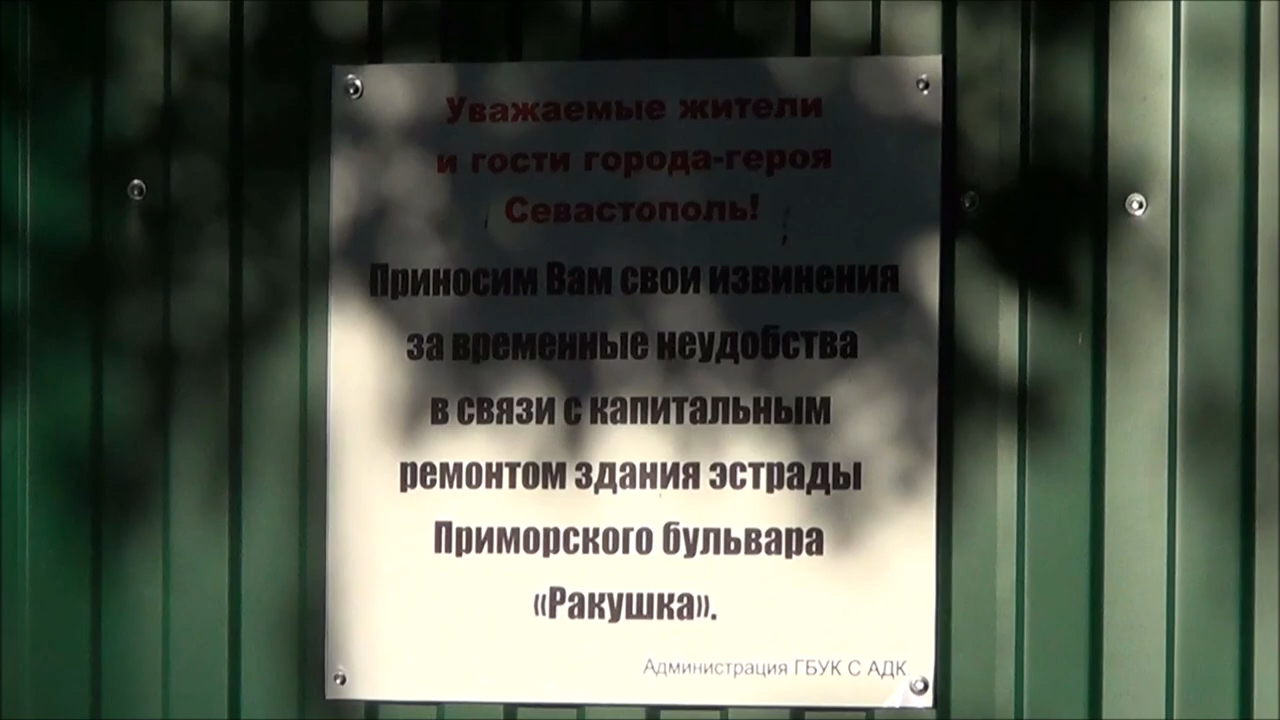 Уважаемые жители
и гости города-героя
Севастополь!
Приносим Вам свои извинения
за временные неудобства
в связи с капитальным
ремонтом здания эстрады
Приморского бульвара
«Ракушка».
Администрация ГБУК С АДК